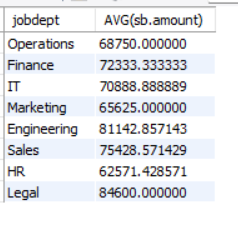 jobdept AVG(sb.amount)
Operations 68750.000000
Finance 72333.333333
IT 70888.888889
Marketing 65625.000000
Engineering 81142.857143
Sales 75428.571429
HR 62571.428571
Legal 84600.000000